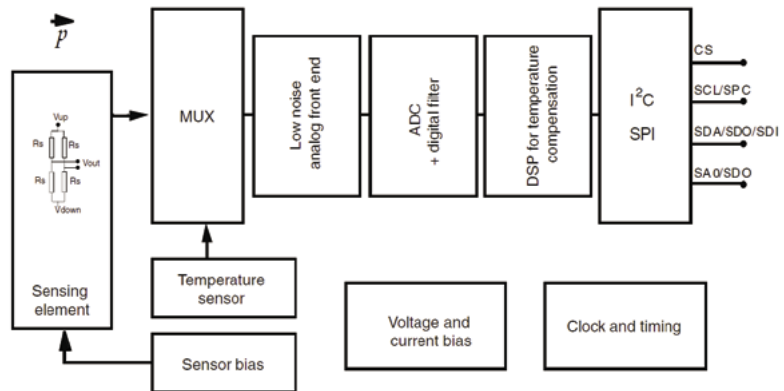 p
Vup
Rs Rs
Vout
Rs Rs
Vdown
Sensing
element
MUX
Temperature
sensor
Sensor bias
Low noise
analog front end
ADC
+ digital filter
DSP for temperature
compensation
I²C
SPI
CS
SCL/SPC
SDA/SDO/SDI
SA0/SDO
Voltage and
current bias
Clock and timing